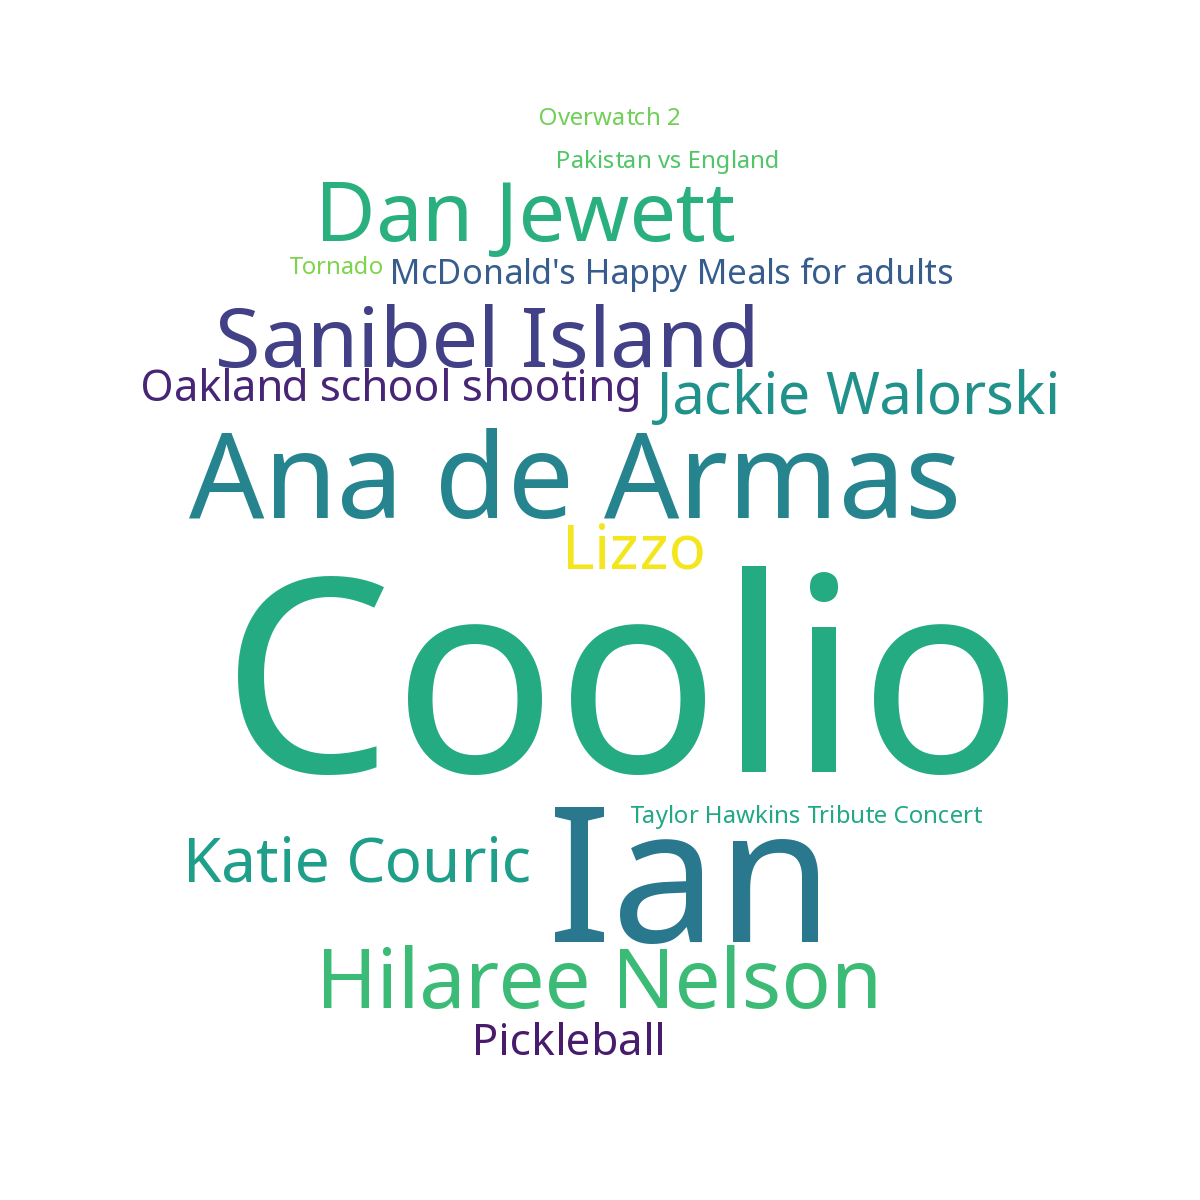 Overwatch 2
Pakistan vs England
Dan Jewett
Tornado
McDonald's Happy Meals for adults
Sanibel Island
Oakland school shooting
Jackie Walorski
Ana de Armas
Lizzo
Coolio
Taylor Hawkins Tribute Concert
Katie Couric
Ian
Hilaree Nelson
Pickleball